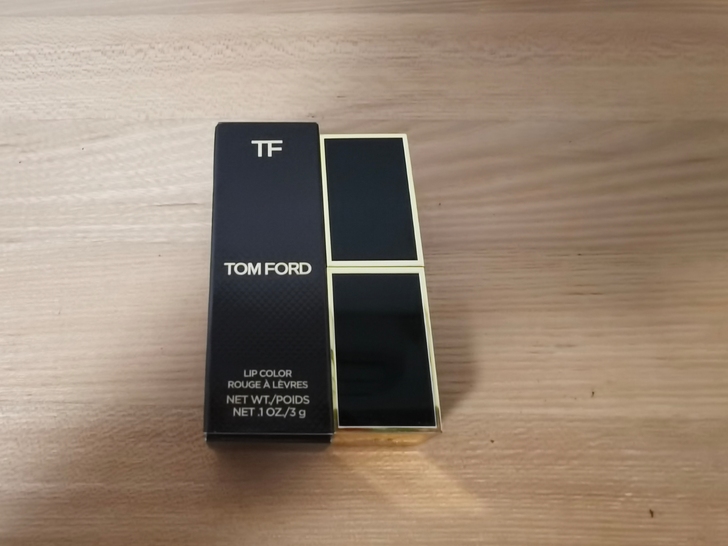 TF
TOM FORD
LIP COLOR
ROUGE À LÈVRES
NET WT./POIDS
NET .1 OZ./3 g